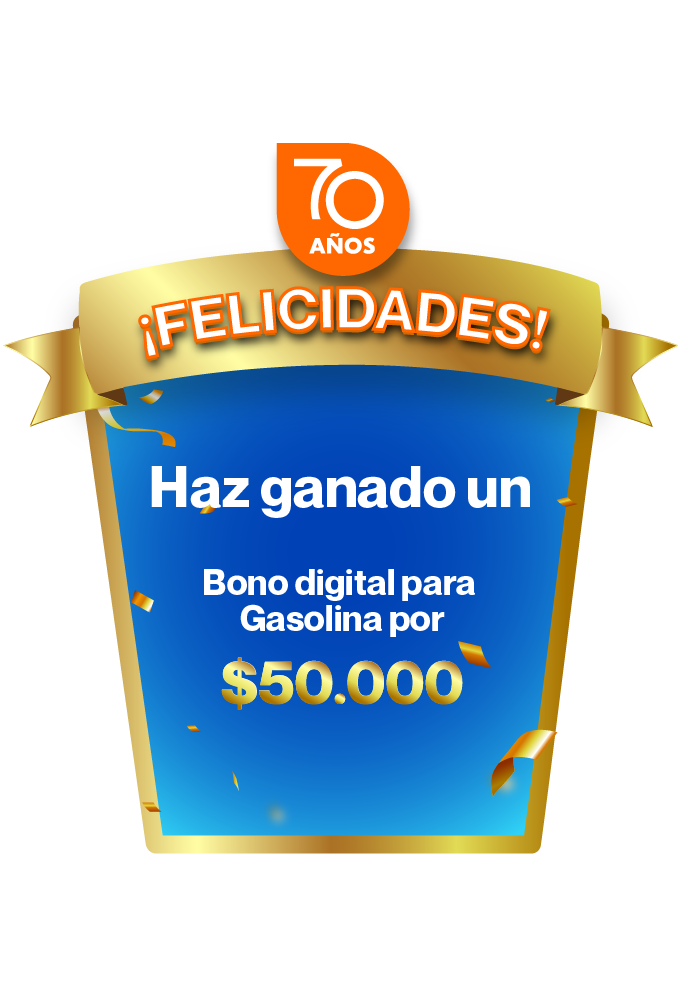 70
AÑOS
¡FELICIDADES!
Haz ganado un
Bono digital para
Gasolina por
$50.000